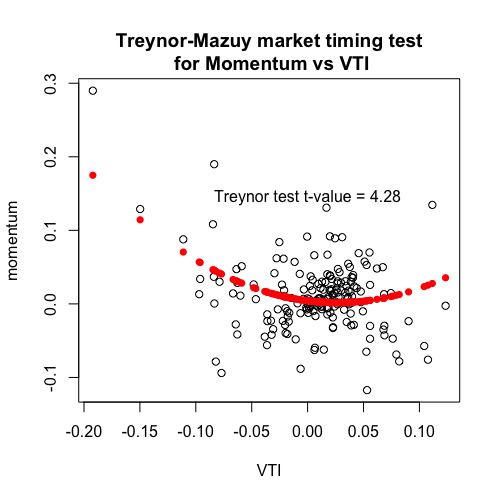 Treynor-Mazuy market timing test
for Momentum vs VTI
0.3
0.2
0.1
0.0
-0.1
momentum
Treynor test t-value = 4.28
-0.20 -0.15 -0.10 -0.05 0.00 0.05 0.10
VTI